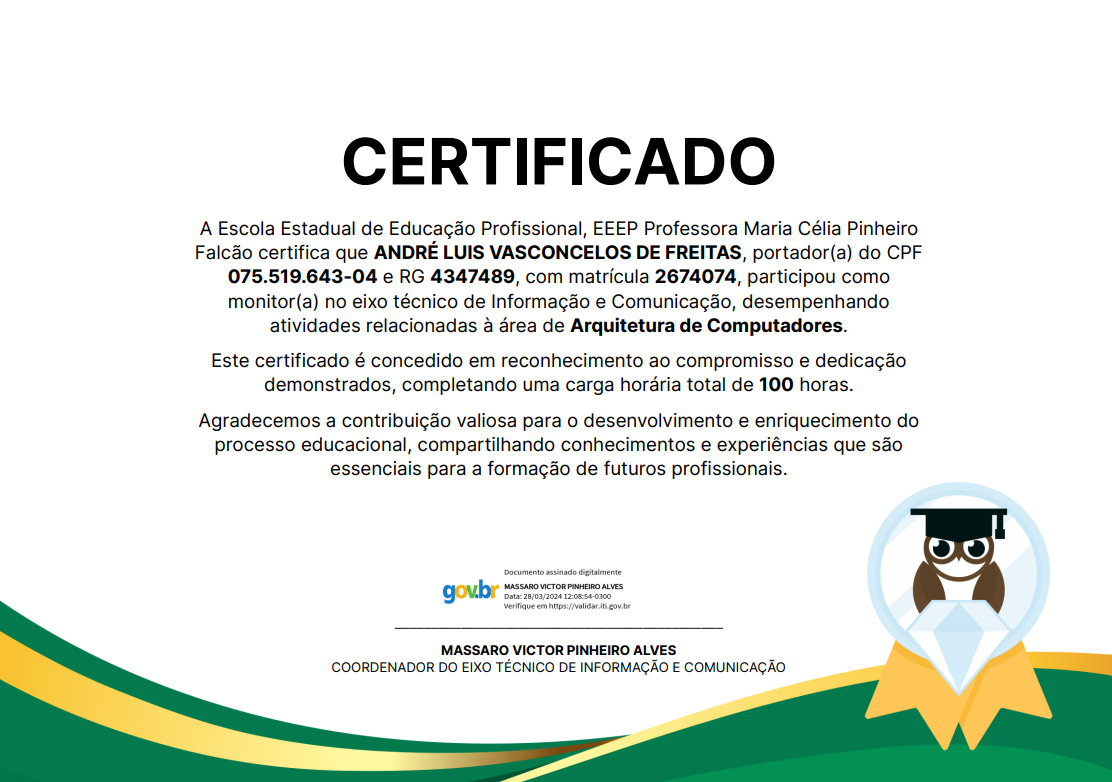 CERTIFICADO
A Escola Estadual de Educação Profissional, EEEP Professora Maria Célia Pinheiro
Falcão certifica que ANDRÉ LUIS VASCONCELOS DE FREITAS, portador(a) do CPF
075.519.643-04 e RG 4347489, com matrícula 2674074, participou como
monitor(a) no eixo técnico de Informação e Comunicação, desempenhando
atividades relacionadas à área de Arquitetura de Computadores.
Este certificado é concedido em reconhecimento ao compromisso e dedicação
demonstrados, completando uma carga horária total de 100 horas.
Agradecemos a contribuição valiosa para o desenvolvimento e enriquecimento do
processo educacional, compartilhando conhecimentos e experiências que são
essenciais para a formação de futuros profissionais.
gov.br
Documento assinado digitalmente
MASSARO VICTOR PINHEIRO ALVES
Data: 28/03/2024 12:08:54-0300
Verifique em https://validar.iti.gov.br
MASSARO VICTOR PINHEIRO ALVES
COORDENADOR DO EIXO TÉCNICO DE INFORMAÇÃO E COMUNICAÇÃO